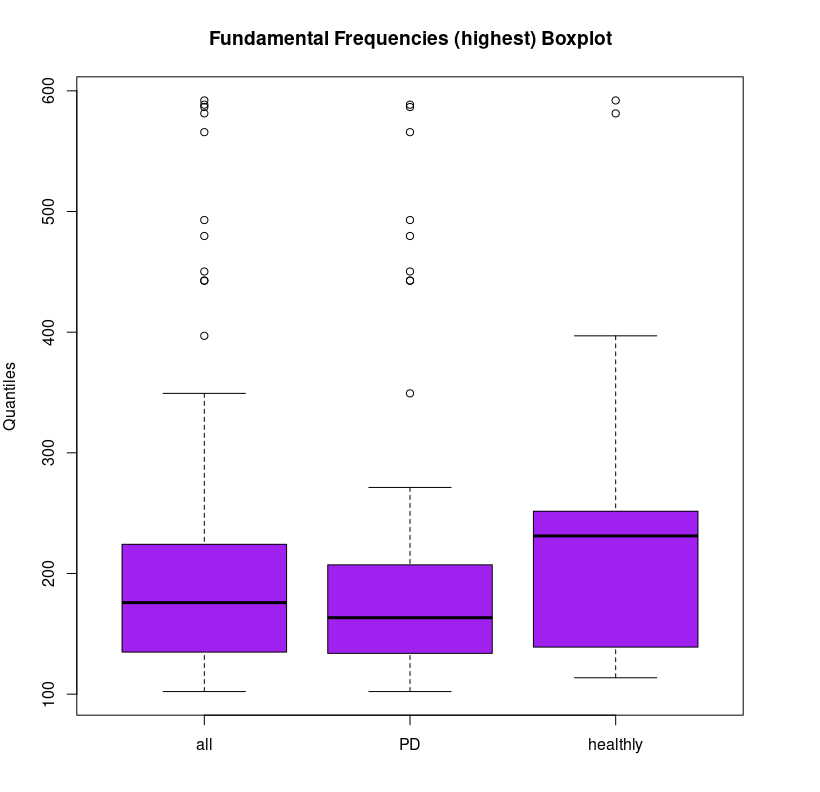 Fundamental Frequencies (highest) Boxplot
600
500
400
300
200
100
Quantiles
all
PD
healthly